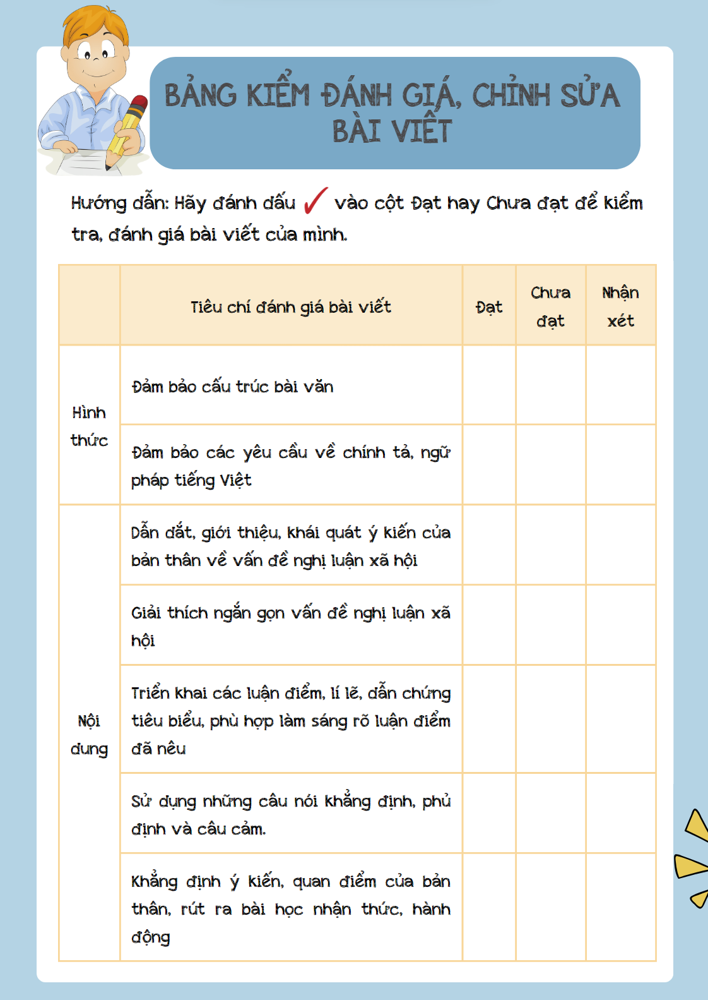 BẢNG KIỂM ĐÁNH GIÁ, CHỈNH SỬA
BÀI VIẾT
Hướng dẫn: Hãy đánh dấu ✓ vào cột Đạt hay Chưa đạt để kiểm
tra, đánh giá bài viết của mình.
Tiêu chí đánh giá bài viết
Đạt
Chưa
đạt
Nhận
xét
Hình
thức
Đảm bảo cấu trúc bài văn
Đảm bảo các yêu cầu về chính tả, ngữ
pháp tiếng Việt
Nội
dung
Dẫn dắt, giới thiệu, khái quát ý kiến của
bản thân về vấn đề nghị luận xã hội
Giải thích ngắn gọn vấn đề nghị luận xã
hội
Triển khai các luận điểm, lí lẽ, dẫn chứng
tiêu biểu, phù hợp làm sáng rõ luận điểm
đã nêu
Sử dụng những câu nói khẳng định, phủ
định và câu cảm.
Khẳng định ý kiến, quan điểm của bản
thân, rút ra bài học nhận thức, hành
động